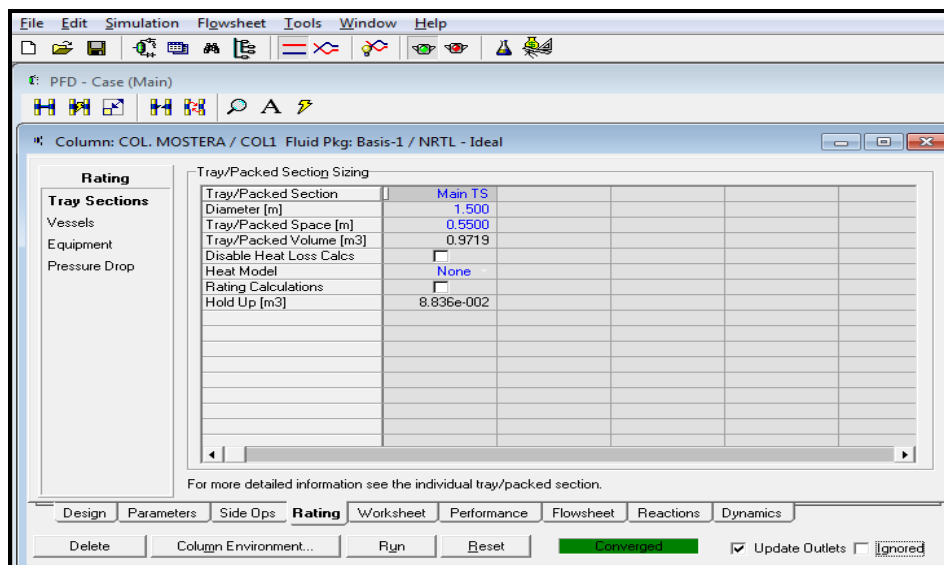 File Edit Simulation Flowsheet Tools Window Help
A
PFD - Case (Main)
A
Column: COL. MOSTERA / COL1 Fluid Pkg: Basis-1 / NRTL - Ideal
Rating
Tray Sections
Vessels
Equipment
Pressure Drop
Tray/Packed Section Sizing
Tray/Packed Section Main TS
Diameter [m] 1.500
Tray/Packed Space [m] 0.5500
Tray/Packed Volume [m3] 0.9719
Disable Heat Loss Calcs
Heat Model None
Rating Calculations
Hold Up [m3] 8.836e-002
For more detailed information see the individual tray/packed section.
Design Parameters Side Ops Rating Worksheet Performance Flowsheet Reactions Dynamics
Delete Column Environment... Run Reset Converged Update Outlets Ignored